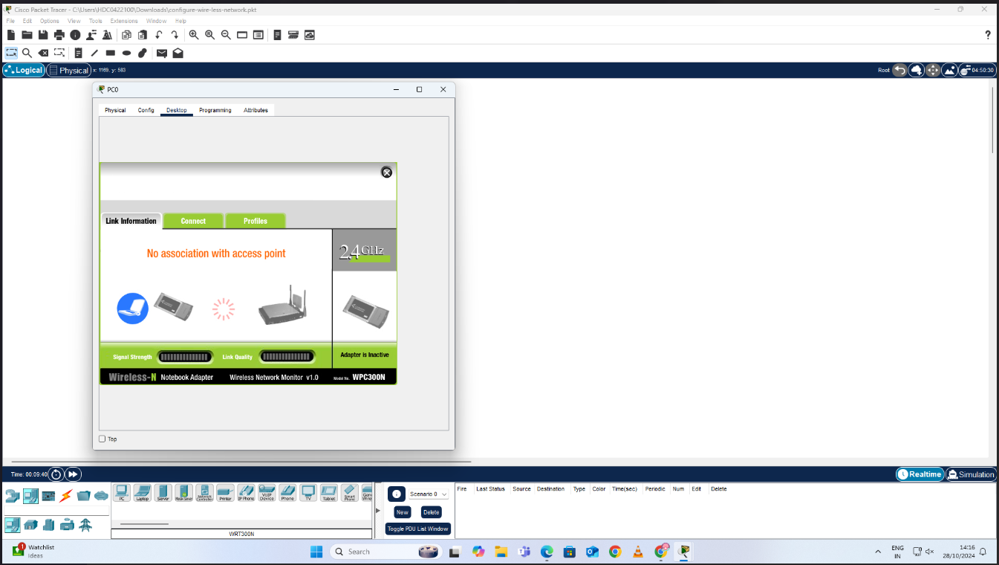 Cisco Packet Tracer - C:\Users\HDC0422100\Downloads\configure-wire-less-network.pkt
File Edit Options View Tools Extensions Window Help
?
Logical Physical x: 1169, y: 583 Root 04:50:30
PC0
Physical Config Desktop Programming Attributes
Link Information Connect Profiles
No association with access point
2.4GHz
Signal Strength Link Quality Adapter is Inactive
Wireless-N Notebook Adapter Wireless Network Monitor v1.0 Model No. WPC300N
Top
Time: 00:09:40 Realtime Simulation
PC Laptop Server Printer IP Phone VoIP Device Phone TV Tablet Smart Phone
Scenario 0
New Delete
Toggle PDU List Window
Fire Last Status Source Destination Type Color Time(sec) Periodic Num Edit Delete
WRT300N
1 Watchlist
Ideas
Search
ENG
IN
14:16
28/10/2024